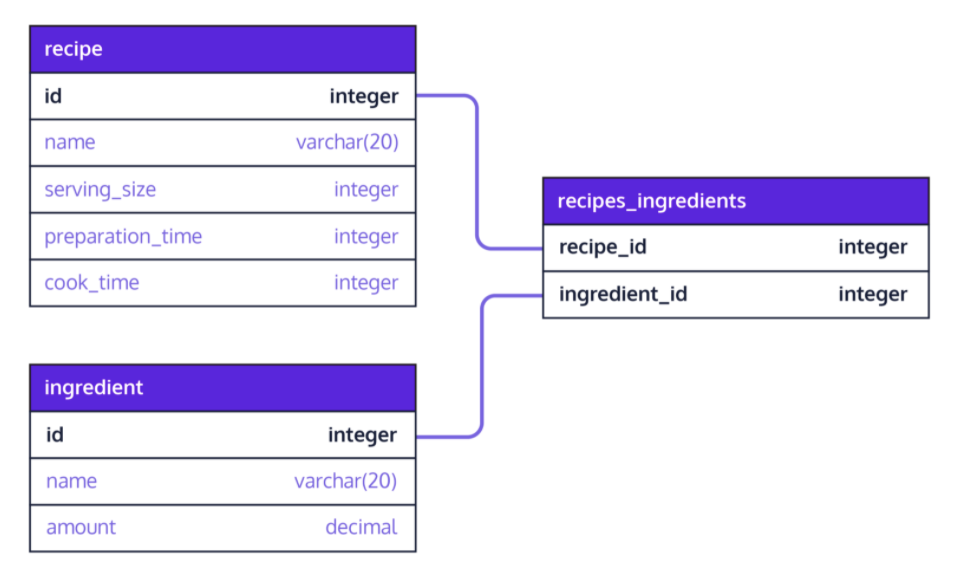 recipe
id integer
name varchar(20)
serving_size integer
preparation_time integer
cook_time integer
recipes_ingredients
recipe_id integer
ingredient_id integer
ingredient
id integer
name varchar(20)
amount decimal